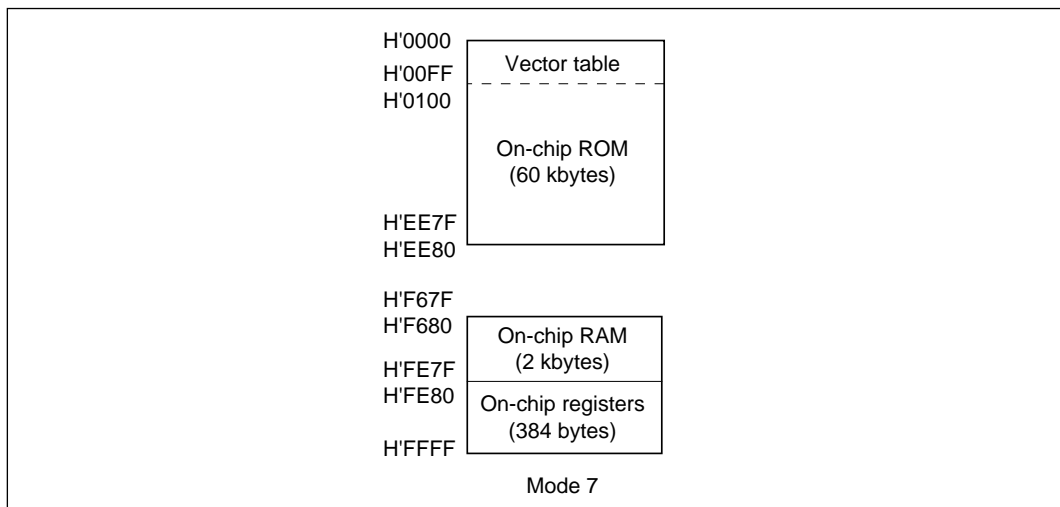 H'0000
Vector table
H'00FF
H'0100
On-chip ROM
(60 kbytes)
H'EE7F
H'EE80
H'F67F
H'F680
On-chip RAM
(2 kbytes)
H'FE7F
H'FE80
On-chip registers
(384 bytes)
H'FFFF
Mode 7